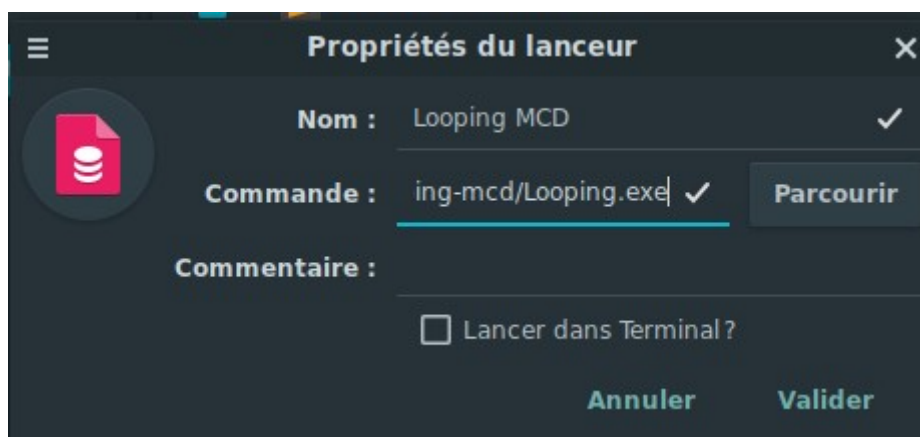 Propriétés du lanceur
Nom : Looping MCD
Commande : ing-mcd/Looping.exe Parcourir
Commentaire :
Lancer dans Terminal ?
Annuler Valider